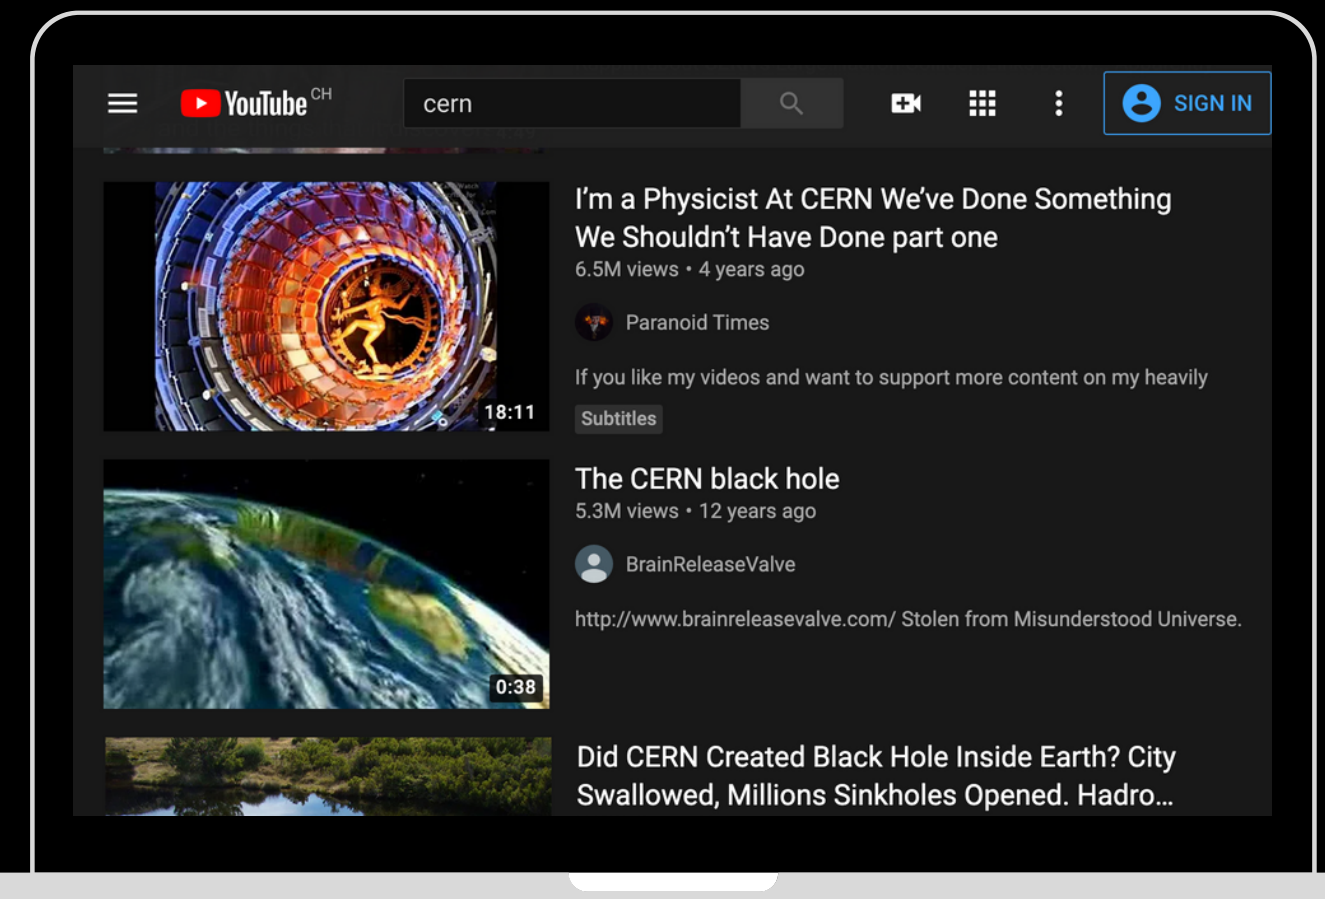 YouTube CH
cern
SIGN IN
I'm a Physicist At CERN We've Done Something
We Shouldn't Have Done part one
6.5M views • 4 years ago
Paranoid Times
If you like my videos and want to support more content on my heavily
Subtitles
18:11
The CERN black hole
5.3M views • 12 years ago
BrainReleaseValve
http://www.brainreleasevalve.com/ Stolen from Misunderstood Universe.
0:38
Did CERN Created Black Hole Inside Earth? City
Swallowed, Millions Sinkholes Opened. Hadro...